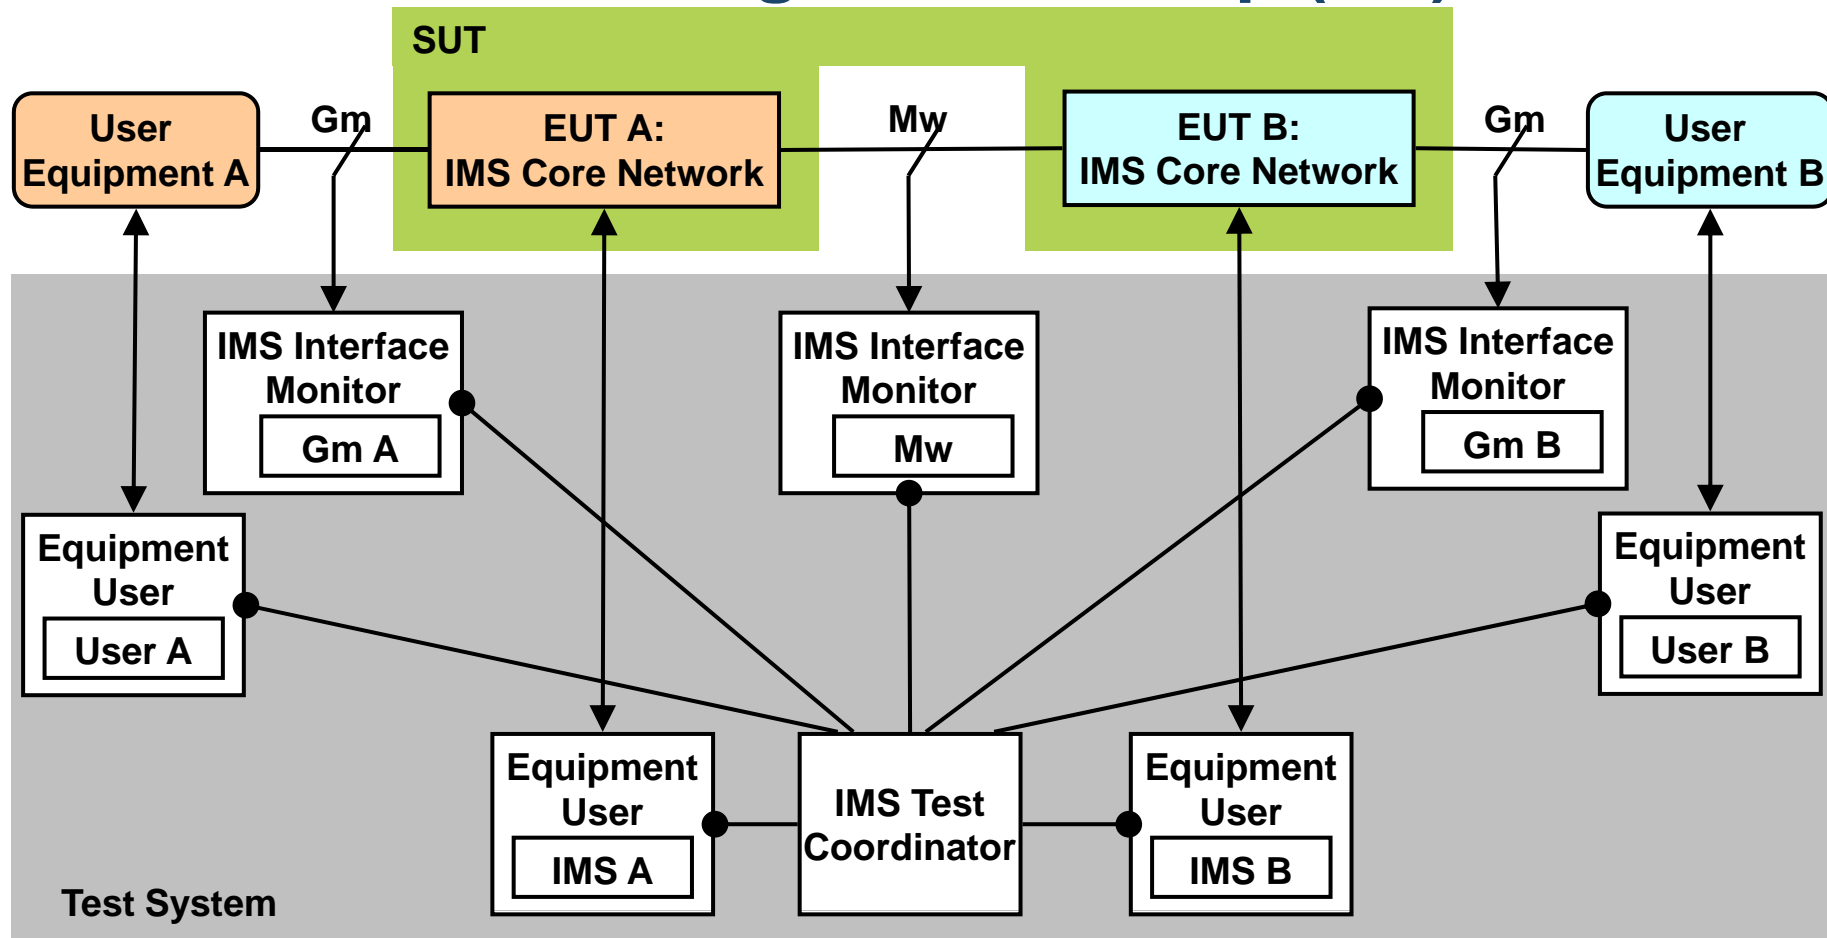 SUT
User
Equipment A
Gm
EUT A:
IMS Core Network
Mw
EUT B:
IMS Core Network
Gm
User
Equipment B
IMS Interface
Monitor
Gm A
IMS Interface
Monitor
Mw
IMS Interface
Monitor
Gm B
Equipment
User
User A
Equipment
User
User B
Equipment
User
IMS A
IMS Test
Coordinator
Equipment
User
IMS B
Test System